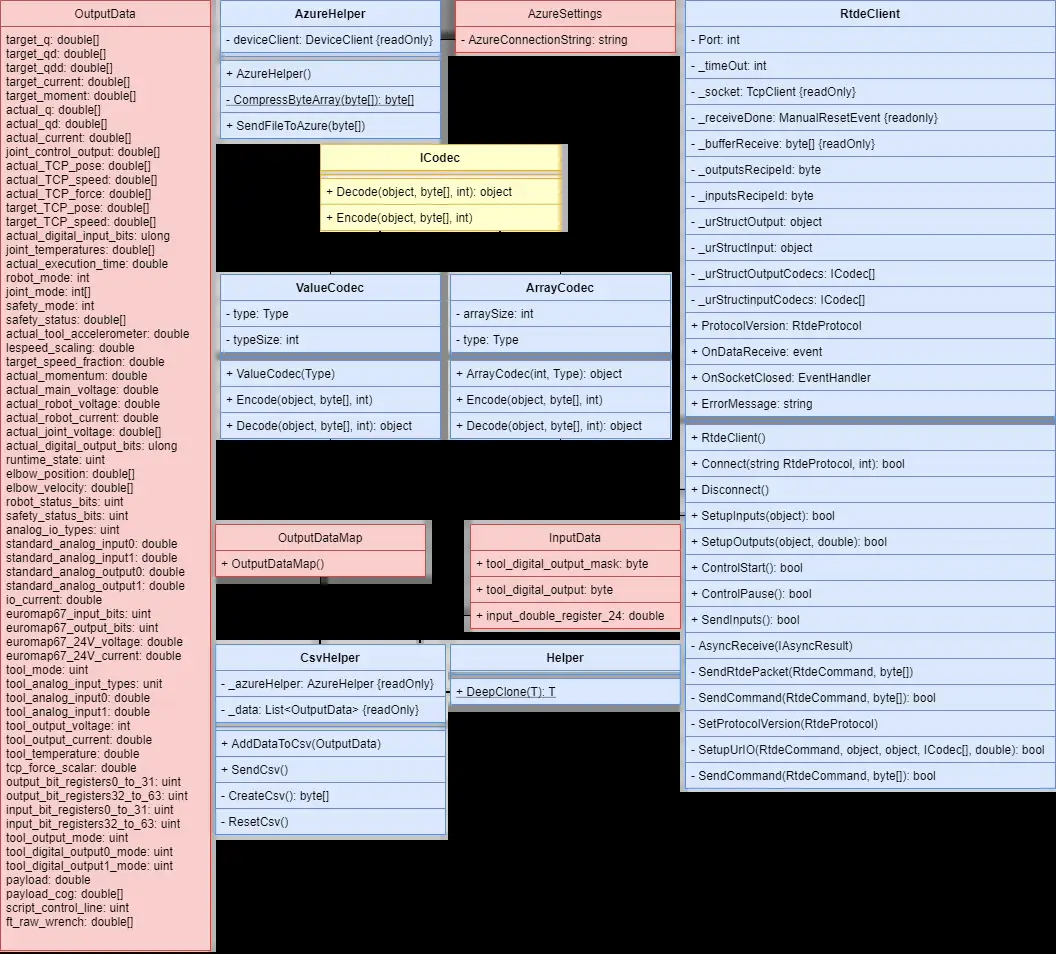 OutputData
target_q: double[]
target_qd: double[]
target_qdd: double[]
target_current: double[]
target_moment: double[]
actual_q: double[]
actual_qd: double[]
actual_current: double[]
joint_control_output: double[]
actual_TCP_pose: double[]
actual_TCP_speed: double[]
actual_TCP_force: double[]
target_TCP_pose: double[]
target_TCP_speed: double[]
actual_digital_input_bits: ulong
joint_temperatures: double[]
actual_execution_time: double
robot_mode: int
joint_mode: int[]
safety_mode: int
safety_status: double[]
actual_tool_accelerometer: double
lespeed_scaling: double
target_speed_fraction: double
actual_momentum: double
actual_main_voltage: double
actual_robot_voltage: double
actual_robot_current: double
actual_joint_voltage: double[]
actual_digital_output_bits: ulong
runtime_state: uint
elbow_position: double[]
elbow_velocity: double[]
robot_status_bits: uint
safety_status_bits: uint
analog_io_types: uint
standard_analog_input0: double
standard_analog_input1: double
standard_analog_output0: double
standard_analog_output1: double
io_current: double
euromap67_input_bits: uint
euromap67_output_bits: uint
euromap67_24V_voltage: double
euromap67_24V_current: double
tool_mode: uint
tool_analog_input_types: unit
tool_analog_input0: double
tool_analog_input1: double
tool_output_voltage: int
tool_output_current: double
tool_temperature: double
tcp_force_scalar: double
output_bit_registers0_to_31: uint
output_bit_registers32_to_63: uint
input_bit_registers0_to_31: uint
input_bit_registers32_to_63: uint
tool_output_mode: uint
tool_digital_output0_mode: uint
tool_digital_output1_mode: uint
payload: double
payload_cog: double[]
script_control_line: uint
ft_raw_wrench: double[]
AzureHelper
- deviceClient: DeviceClient {readOnly}
+ AzureHelper()
- CompressByteArray(byte[]): byte[]
+ SendFileToAzure(byte[])
AzureSettings
- AzureConnectionString: string
ICodec
+ Decode(object, byte[], int): object
+ Encode(object, byte[], int)
ValueCodec
- type: Type
- typeSize: int
+ ValueCodec(Type)
+ Encode(object, byte[], int)
+ Decode(object, byte[], int): object
ArrayCodec
- arraySize: int
- type: Type
+ ArrayCodec(int, Type): object
+ Encode(object, byte[], int)
+ Decode(object, byte[], int): object
OutputDataMap
+ OutputDataMap()
InputData
+ tool_digital_output_mask: byte
+ tool_digital_output: byte
+ input_double_register_24: double
CsvHelper
- _azureHelper: AzureHelper {readOnly}
- _data: List<OutputData> {readOnly}
+ AddDataToCsv(OutputData)
+ SendCsv()
- CreateCsv(): byte[]
- ResetCsv()
Helper
+ DeepClone(T): T
RtdeClient
- Port: int
- _timeOut: int
- _socket: TcpClient {readOnly}
- _receiveDone: ManualResetEvent {readonly}
- _bufferReceive: byte[] {readOnly}
- _outputsRecipeId: byte
- _inputsRecipeId: byte
- _urStructOutput: object
- _urStructInput: object
- _urStructOutputCodecs: ICodec[]
- _urStructinputCodecs: ICodec[]
+ ProtocolVersion: RtdeProtocol
+ OnDataReceive: event
+ OnSocketClosed: EventHandler
+ ErrorMessage: string
+ RtdeClient()
+ Connect(string RtdeProtocol, int): bool
+ Disconnect()
+ SetupInputs(object): bool
+ SetupOutputs(object, double): bool
+ ControlStart(): bool
+ ControlPause(): bool
+ SendInputs(): bool
- AsyncReceive(IAsyncResult)
- SendRtdePacket(RtdeCommand, byte[])
- SendCommand(RtdeCommand, byte[]): bool
- SetProtocolVersion(RtdeProtocol)
- SetupUrIO(RtdeCommand, object, object, ICodec[], double): bool
- SendCommand(RtdeCommand, byte[]): bool